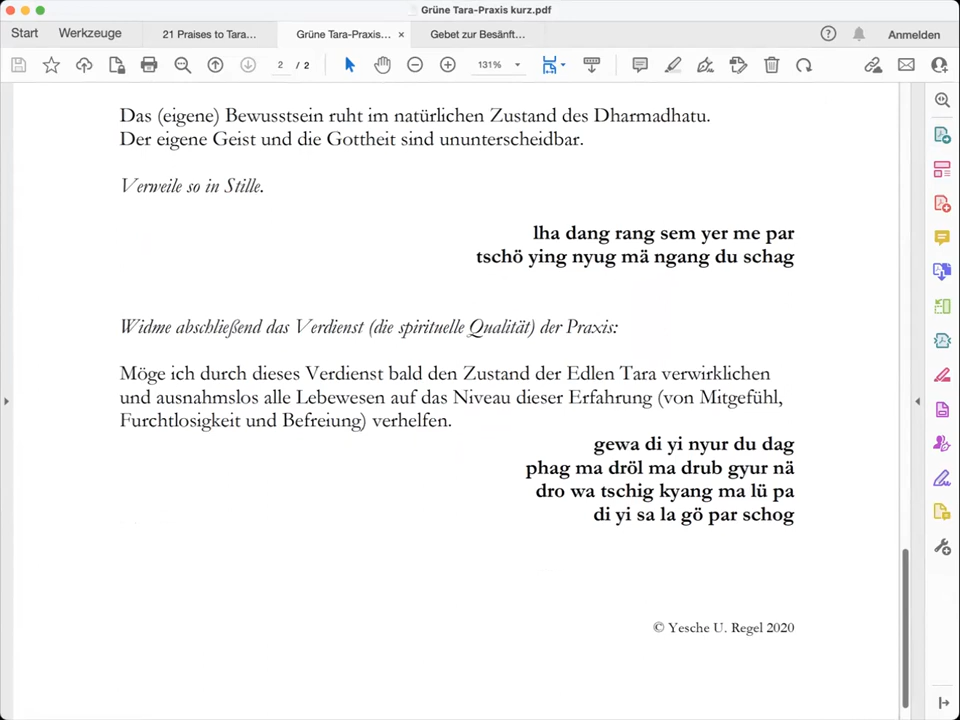 Grüne Tara-Praxis kurz.pdf
Start Werkzeuge 21 Praises to Tara... Grüne Tara-Praxis... × Gebet zur Besänft... Anmelden
2 / 2 131%
Das (eigene) Bewusstsein ruht im natürlichen Zustand des Dharmadhatu.
Der eigene Geist und die Gottheit sind ununterscheidbar.
Verweile so in Stille.
lha dang rang sem yer me par
tschö ying nyug mä ngang du schag
Widme abschließend das Verdienst (die spirituelle Qualität) der Praxis:
Möge ich durch dieses Verdienst bald den Zustand der Edlen Tara verwirklichen
und ausnahmslos alle Lebewesen auf das Niveau dieser Erfahrung (von Mitgefühl,
Furchtlosigkeit und Befreiung) verhelfen.
gewa di yi nyur du dag
phag ma dröl ma drub gyur nä
dro wa tschig kyang ma lü pa
di yi sa la gö par schog
© Yesche U. Regel 2020